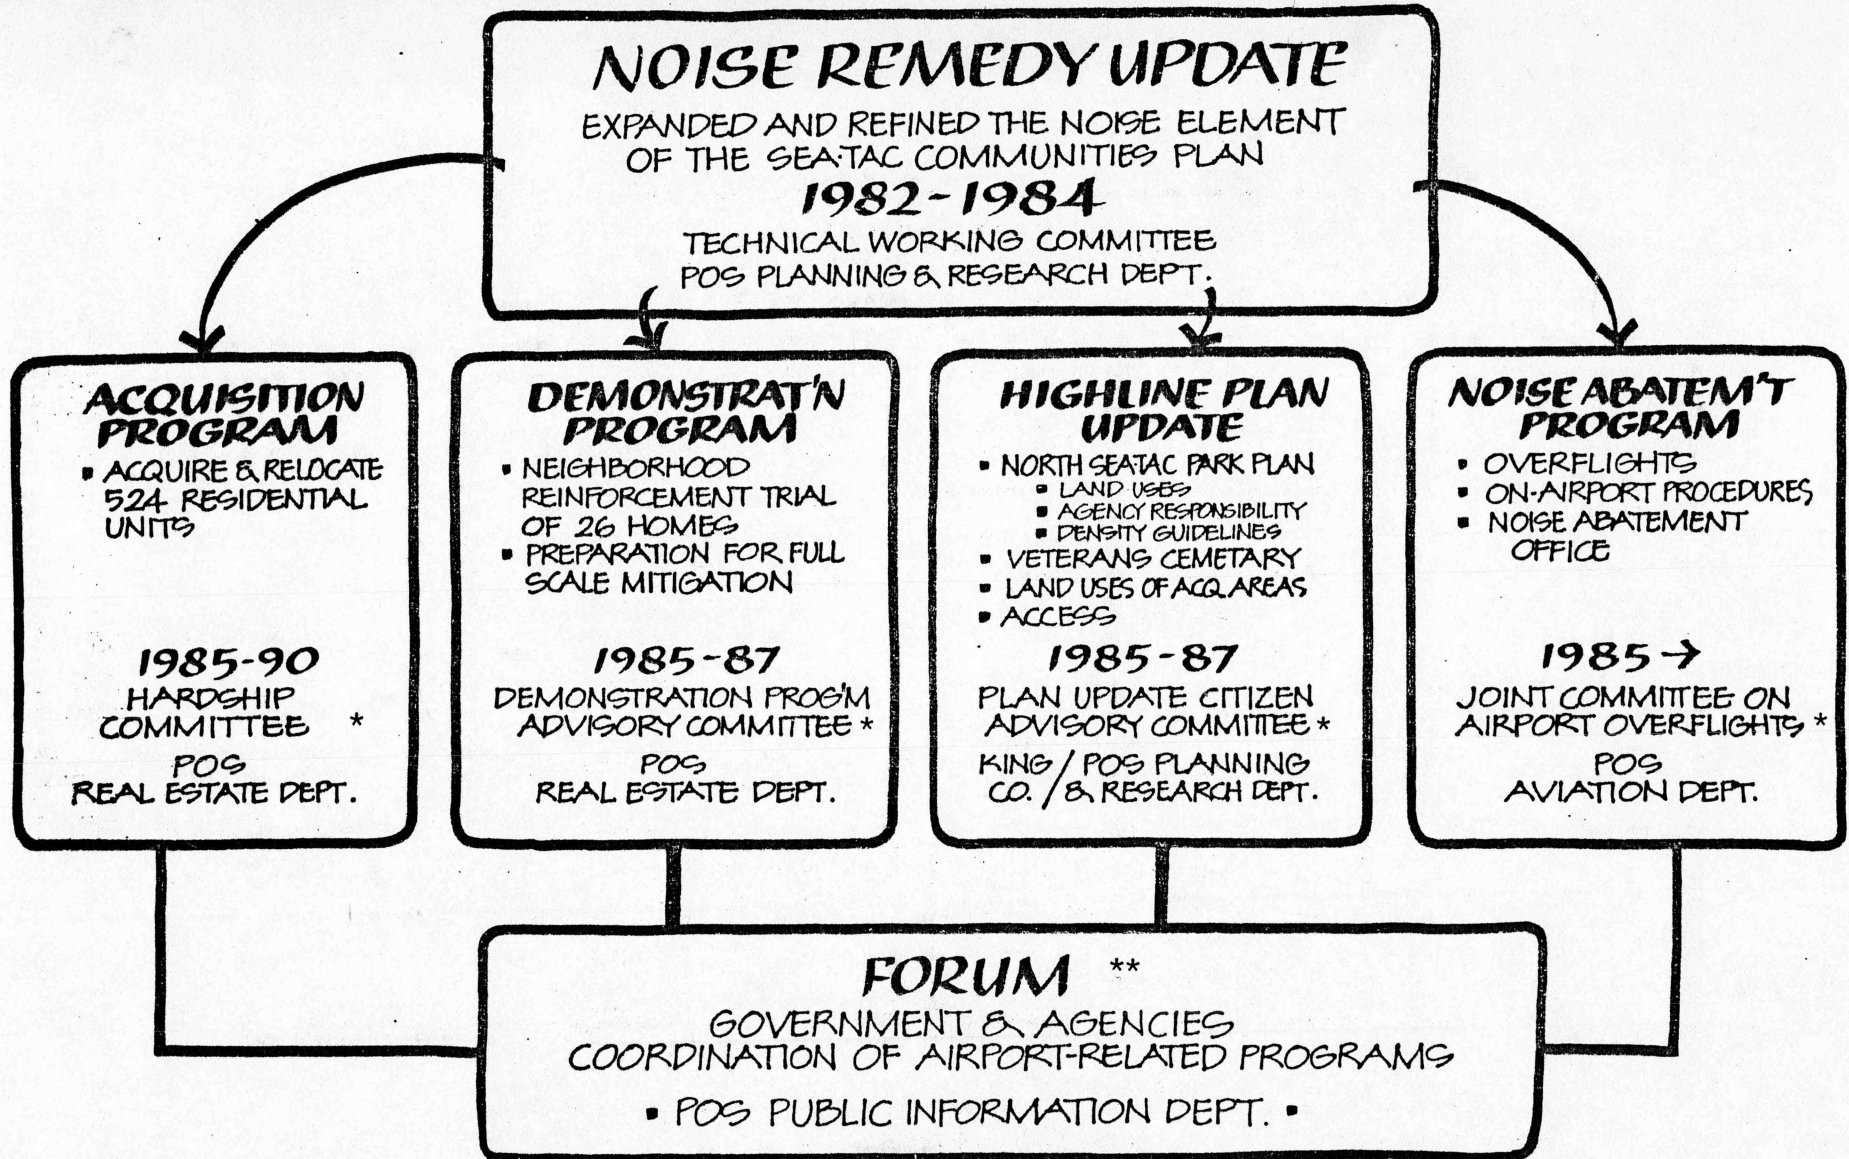 NOISE REMEDY UPDATE
EXPANDED AND REFINED THE NOISE ELEMENT
OF THE SEA·TAC COMMUNITIES PLAN
1982-1984
TECHNICAL WORKING COMMITTEE
POS PLANNING & RESEARCH DEPT.
ACQUISITION
PROGRAM
▪ ACQUIRE & RELOCATE
524 RESIDENTIAL
UNITS
1985-90
HARDSHIP
COMMITTEE *
POS
REAL ESTATE DEPT.
DEMONSTRAT'N
PROGRAM
▪ NEIGHBORHOOD
REINFORCEMENT TRIAL
OF 26 HOMES
▪ PREPARATION FOR FULL
SCALE MITIGATION
1985-87
DEMONSTRATION PROG'M
ADVISORY COMMITTEE *
POS
REAL ESTATE DEPT.
HIGHLINE PLAN
UPDATE
▪ NORTH SEATAC PARK PLAN
▪ LAND USES
▪ AGENCY RESPONSIBILITY
▪ DENSITY GUIDELINES
▪ VETERANS CEMETARY
▪ LAND USES OF ACQ. AREAS
▪ ACCESS
1985-87
PLAN UPDATE CITIZEN
ADVISORY COMMITTEE *
KING / POS PLANNING
CO. / & RESEARCH DEPT.
NOISE ABATEM'T
PROGRAM
▪ OVERFLIGHTS
▪ ON-AIRPORT PROCEDURES
▪ NOISE ABATEMENT
OFFICE
1985 →
JOINT COMMITTEE ON
AIRPORT OVERFLIGHTS *
POS
AVIATION DEPT.
FORUM **
GOVERNMENT & AGENCIES
COORDINATION OF AIRPORT-RELATED PROGRAMS
▪ POS PUBLIC INFORMATION DEPT. ▪